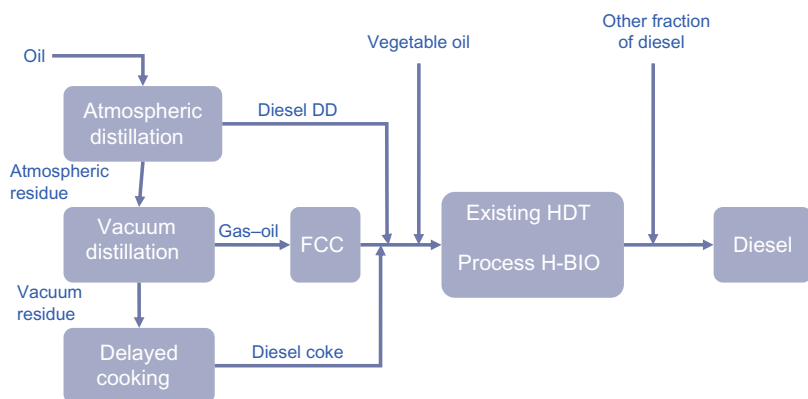 Oil
Atmospheric
distillation
Diesel DD
Vegetable oil
Other fraction
of diesel
Atmospheric
residue
Vacuum
distillation
Gas–oil
FCC
Existing HDT
Process H-BIO
Diesel
Vacuum
residue
Delayed
cooking
Diesel coke